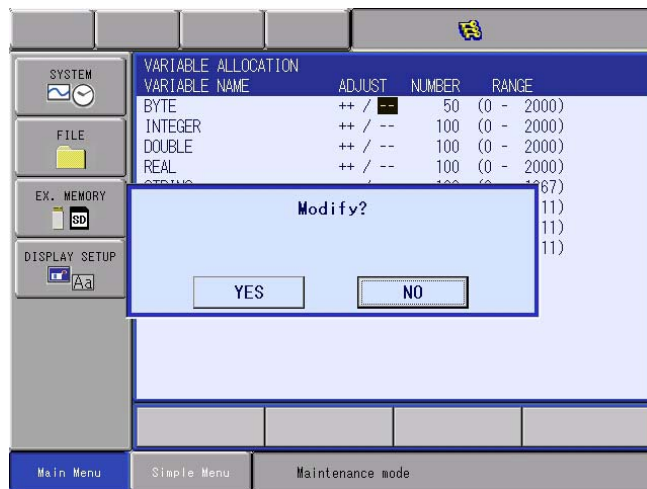 SYSTEM
FILE
EX. MEMORY
SD
DISPLAY SETUP
Aa
VARIABLE ALLOCATION
VARIABLE NAME ADJUST NUMBER RANGE
BYTE ++ / -- 50 (0 - 2000)
INTEGER ++ / -- 100 (0 - 2000)
DOUBLE ++ / -- 100 (0 - 2000)
REAL ++ / -- 100 (0 - 2000)
67)
11)
11)
11)
Modify?
YES NO
Main Menu Simple Menu Maintenance mode